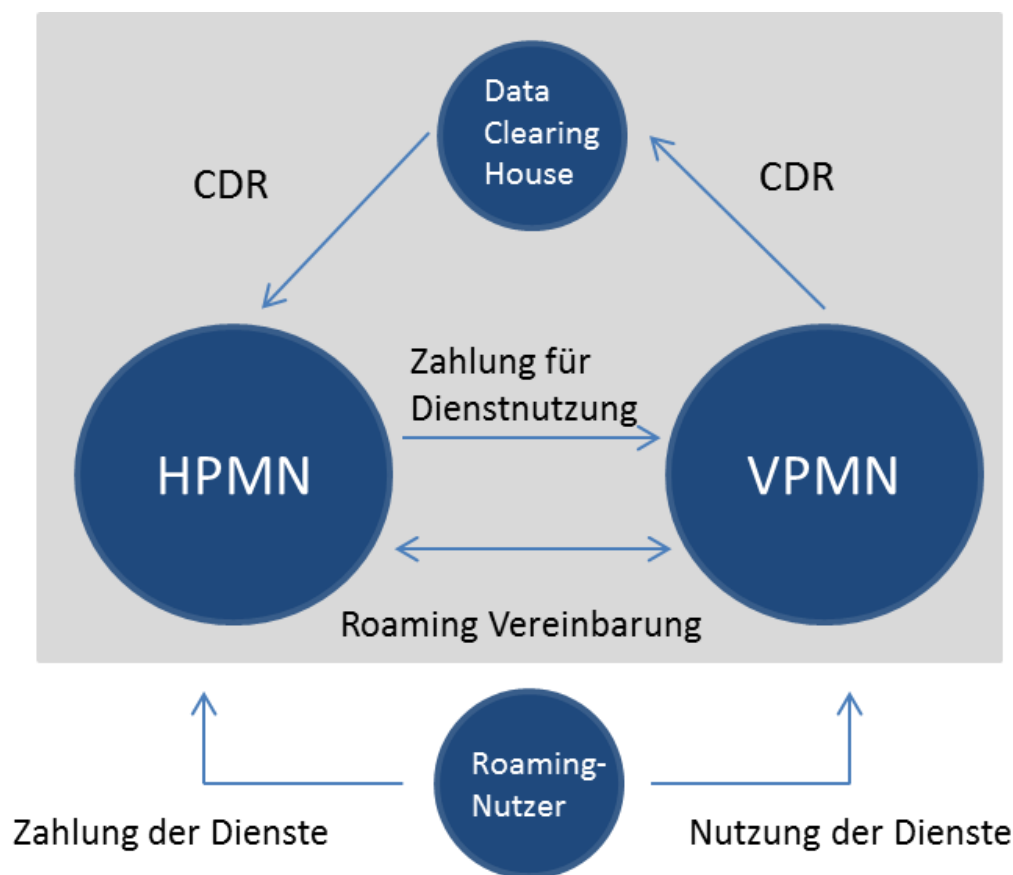 Data
Clearing
House
CDR
CDR
Zahlung für
Dienstnutzung
HPMN
VPMN
Roaming Vereinbarung
Roaming-
Nutzer
Zahlung der Dienste
Nutzung der Dienste